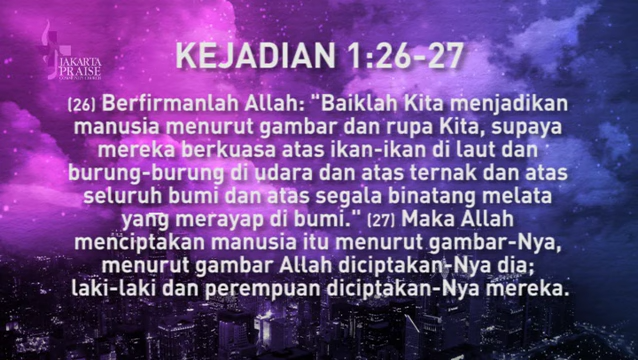 JAKARTA
PRAISE
COMMUNITY CHURCH
KEJADIAN 1:26-27
(26) Berfirmanlah Allah: "Baiklah Kita menjadikan
manusia menurut gambar dan rupa Kita, supaya
mereka berkuasa atas ikan-ikan di laut dan
burung-burung di udara dan atas ternak dan atas
seluruh bumi dan atas segala binatang melata
yang merayap di bumi." (27) Maka Allah
menciptakan manusia itu menurut gambar-Nya,
menurut gambar Allah diciptakan-Nya dia;
laki-laki dan perempuan diciptakan-Nya mereka.